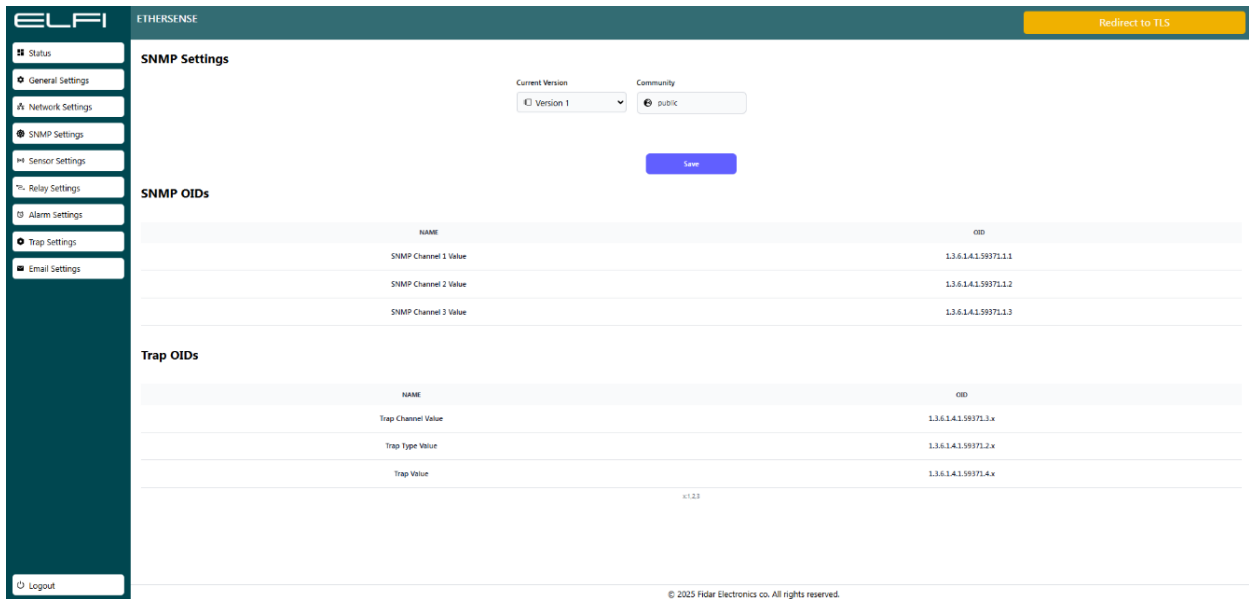 ELFI
ETHERSENSE
Redirect to TLS
Status
General Settings
Network Settings
SNMP Settings
Sensor Settings
Relay Settings
Alarm Settings
Trap Settings
Email Settings
Logout
SNMP Settings
Current Version
Community
Version 1
public
Save
SNMP OIDs
NAME OID
SNMP Channel 1 Value 1.3.6.1.4.1.59371.1.1
SNMP Channel 2 Value 1.3.6.1.4.1.59371.1.2
SNMP Channel 3 Value 1.3.6.1.4.1.59371.1.3
Trap OIDs
NAME OID
Trap Channel Value 1.3.6.1.4.1.59371.3.x
Trap Type Value 1.3.6.1.4.1.59371.2.x
Trap Value 1.3.6.1.4.1.59371.4.x
x:1,2,3
© 2025 Fidar Electronics co. All rights reserved.